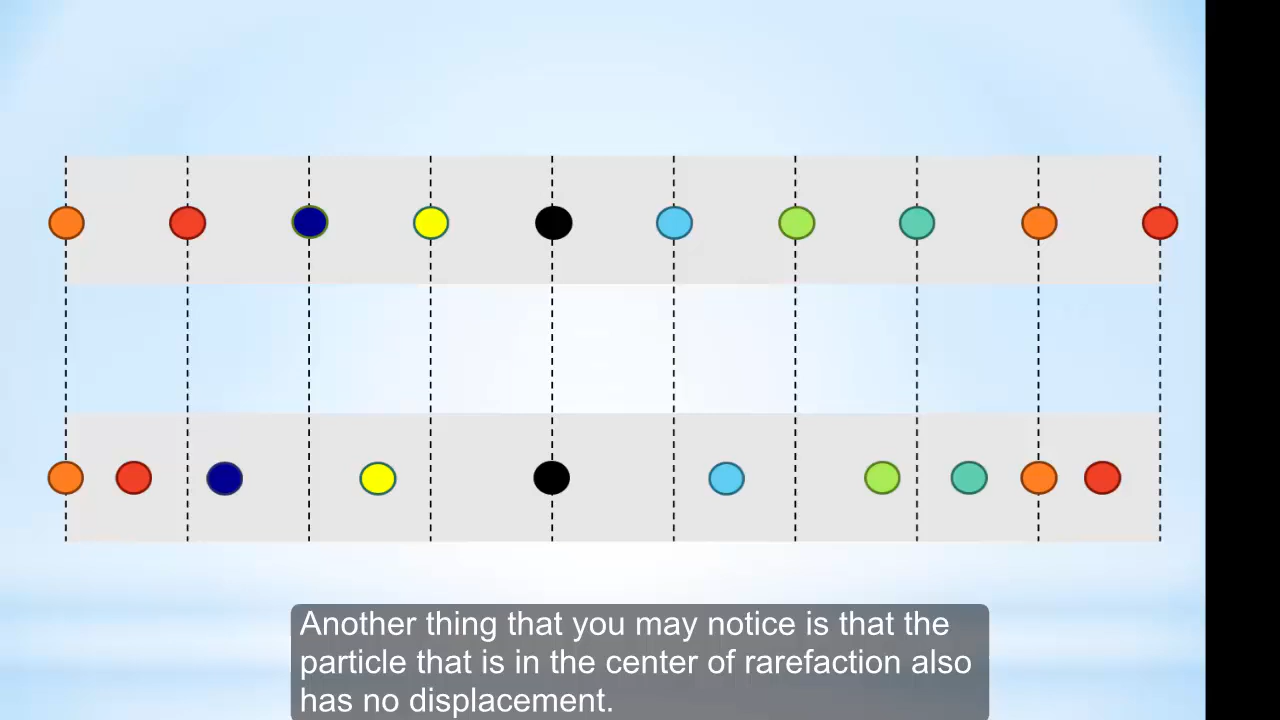 Another thing that you may notice is that the
particle that is in the center of rarefaction also
has no displacement.